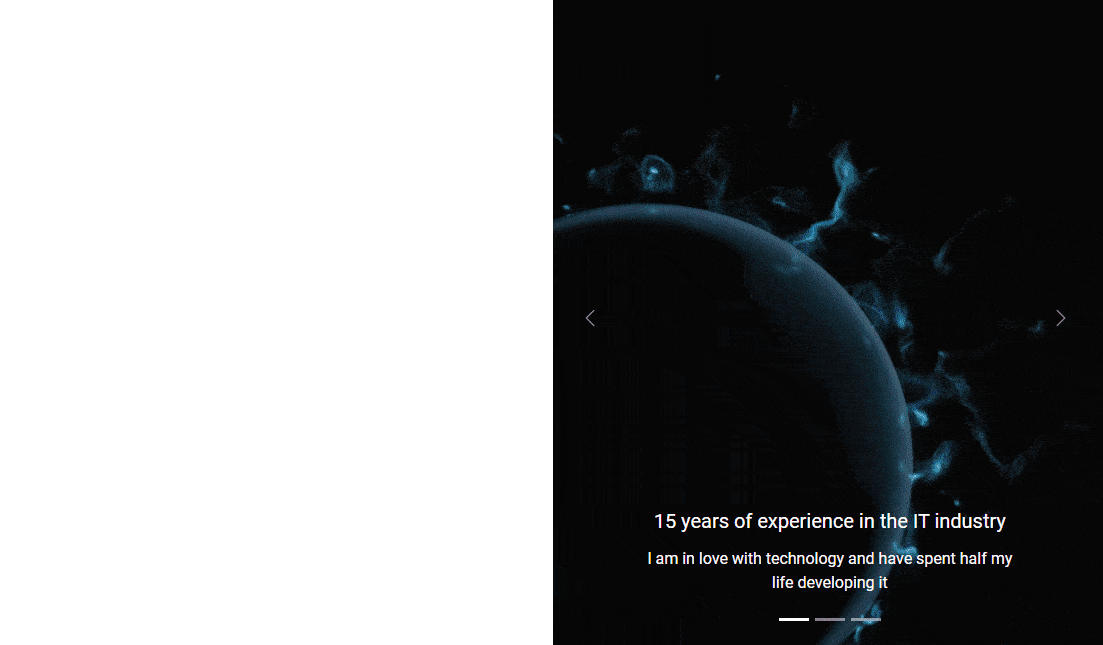 15 years of experience in the IT industry
I am in love with technology and have spent half my
life developing it